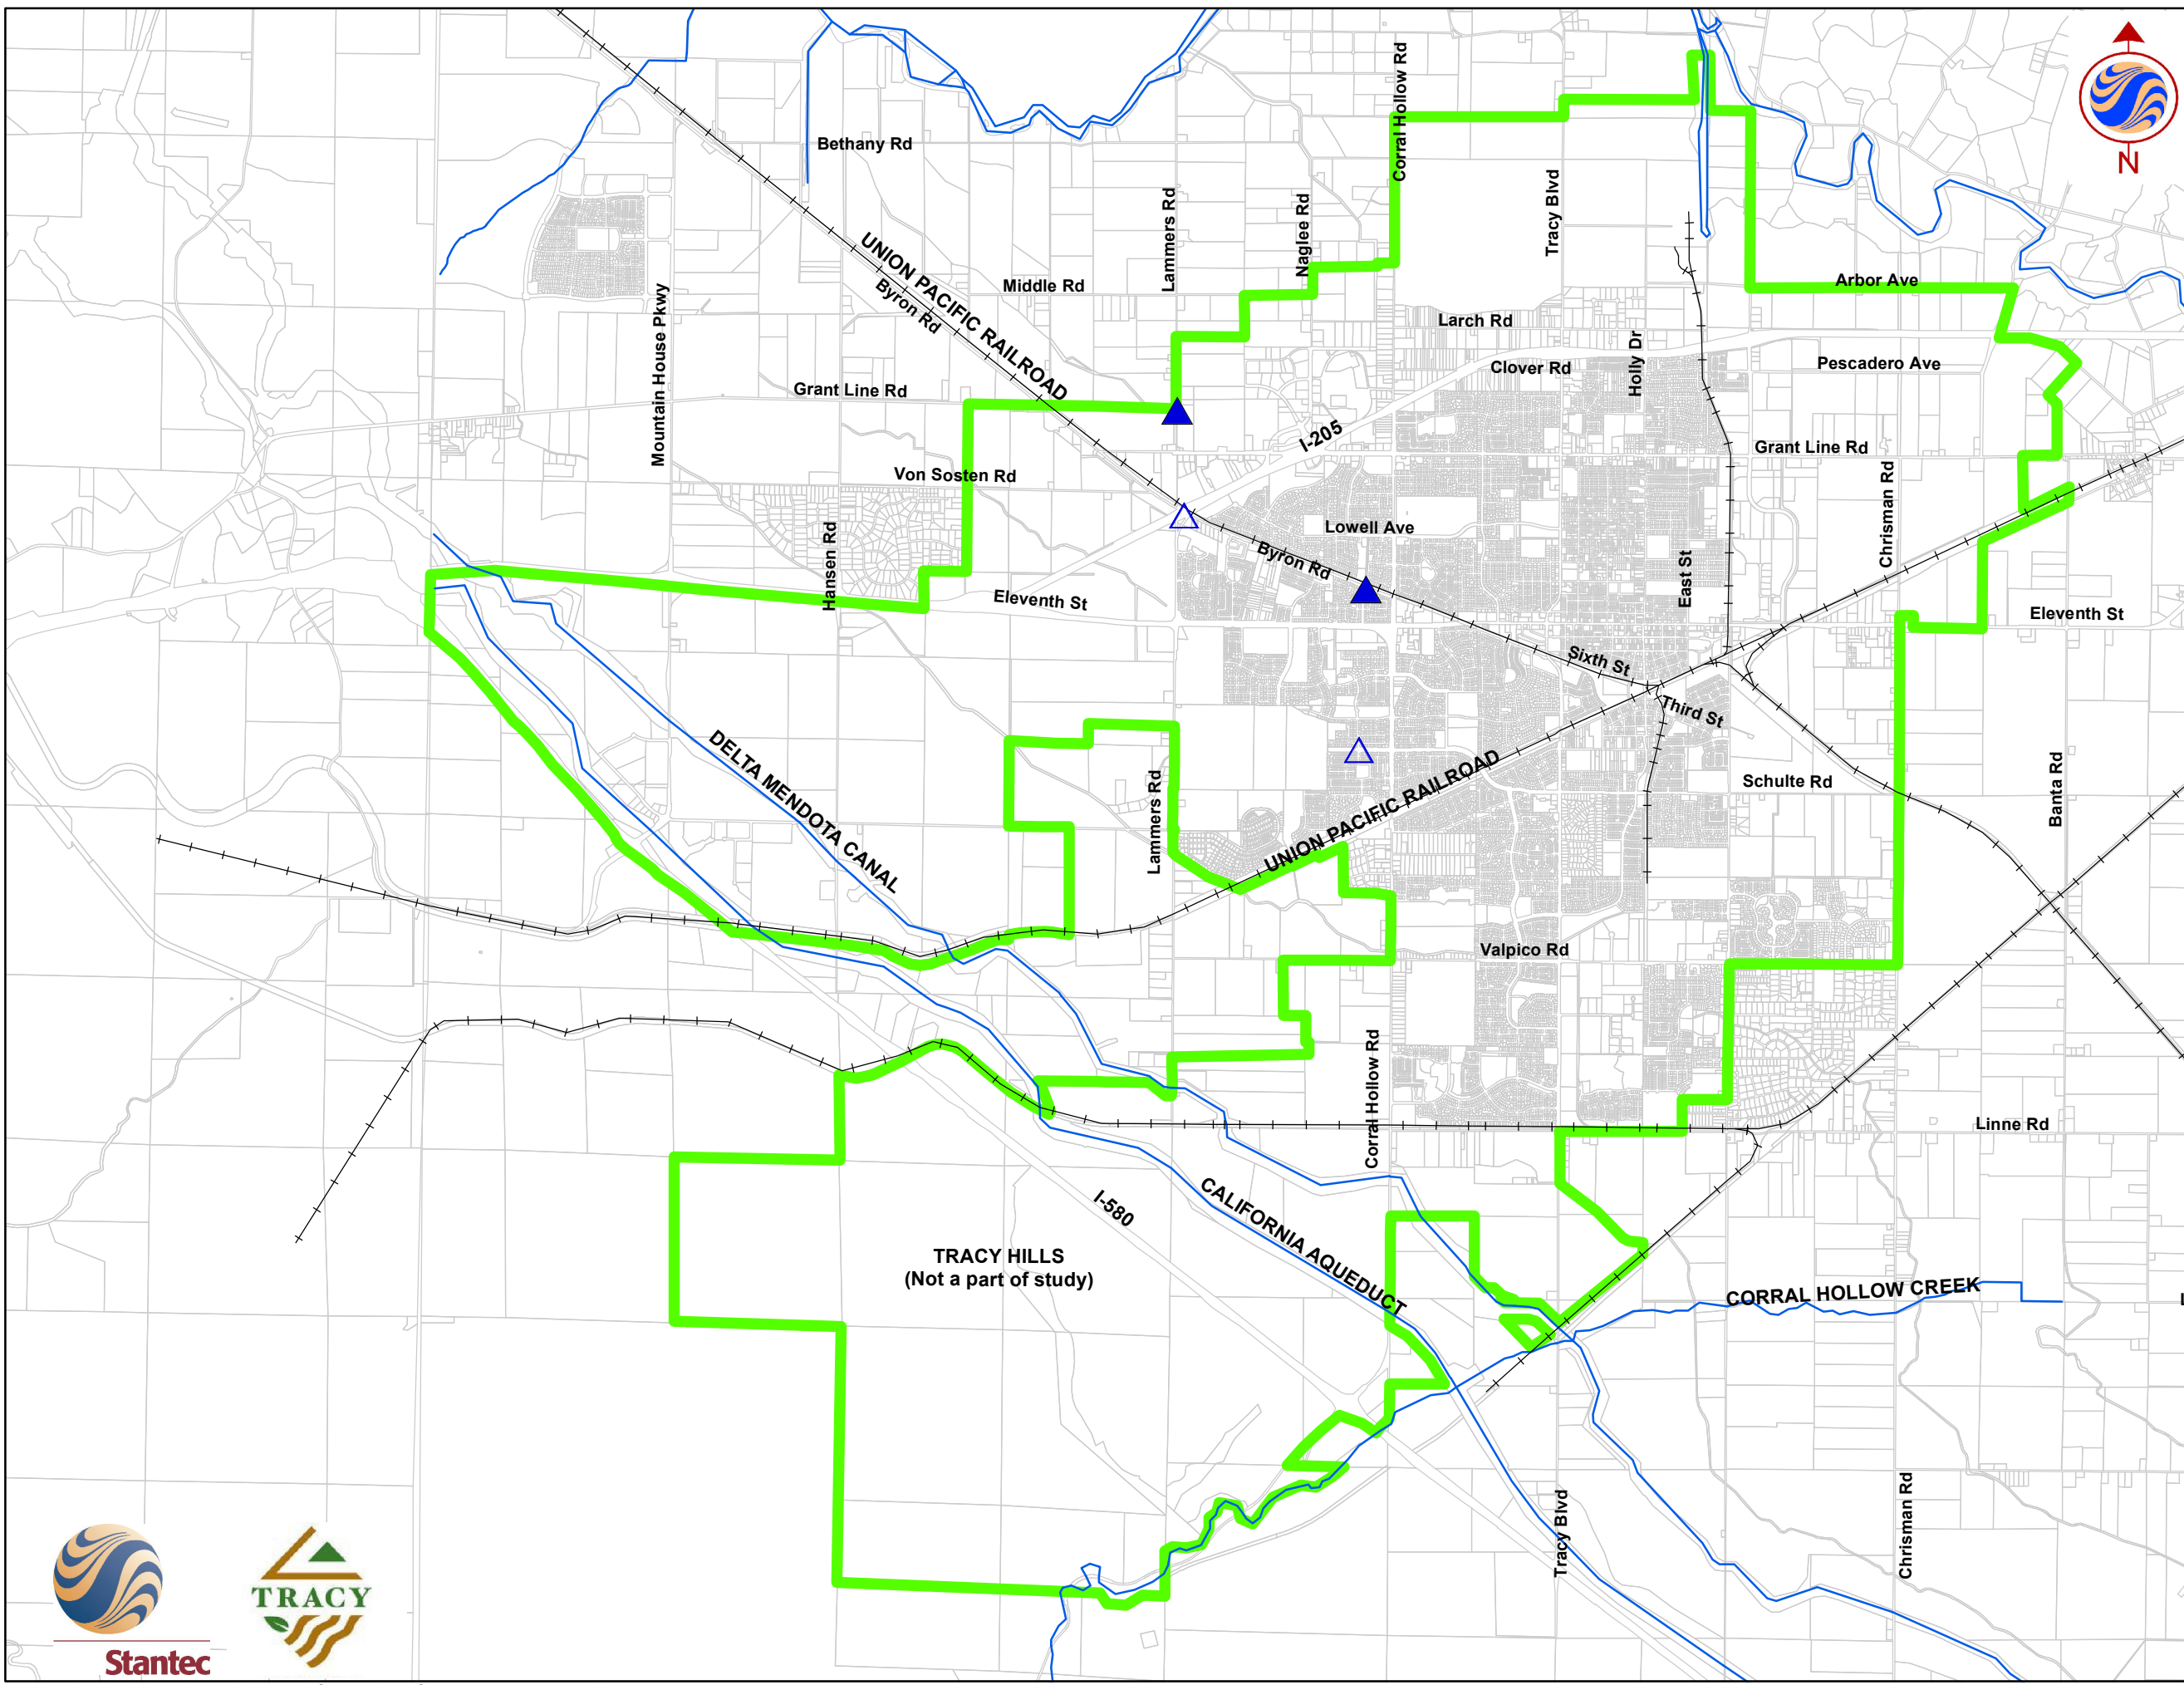 Corral Hollow Rd
N
Bethany Rd
Lammers Rd
Naglee Rd
Tracy Blvd
UNION PACIFIC RAILROAD
Byron Rd
Middle Rd
Arbor Ave
Mountain House Pkwy
Larch Rd
Holly Dr
Clover Rd
Pescadero Ave
Grant Line Rd
I-205
Grant Line Rd
Von Sosten Rd
Chrisman Rd
Lowell Ave
Hansen Rd
Byron Rd
East St
Eleventh St
Eleventh St
Sixth St
Third St
DELTA MENDOTA CANAL
Lammers Rd
UNION PACIFIC RAILROAD
Schulte Rd
Banta Rd
Valpico Rd
Corral Hollow Rd
Linne Rd
I-580
CALIFORNIA AQUEDUCT
TRACY HILLS
(Not a part of study)
CORRAL HOLLOW CREEK
Tracy Blvd
Chrisman Rd
TRACY
Stantec